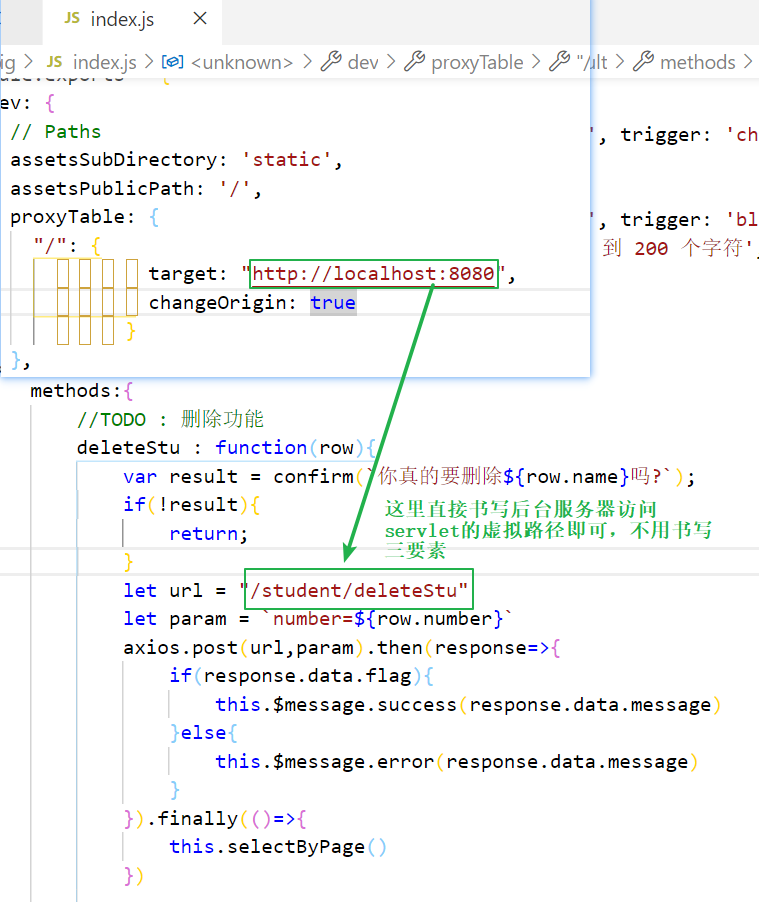 JS index.js ×
ig > JS index.js > <unknown> > dev > proxyTable > "/ult > methods >
ev: {
// Paths
", trigger: 'ch
assetsSubDirectory: 'static',
assetsPublicPath: '/',
proxyTable: {
", trigger: 'bl
"/": {
到 200 个字符',
target: "http://localhost:8080",
changeOrigin: true
}
},
methods:{
//TODO : 删除功能
deleteStu : function(row){
var result = confirm(`你真的要删除${row.name}吗?`);
if(!result){
这里直接书写后台服务器访问
servlet的虚拟路径即可，不用书写
三要素
return;
}
let url = "/student/deleteStu"
let param = `number=${row.number}`
axios.post(url,param).then(response=>{
if(response.data.flag){
this.$message.success(response.data.message)
}else{
this.$message.error(response.data.message)
}
}).finally(()=>{
this.selectByPage()
})